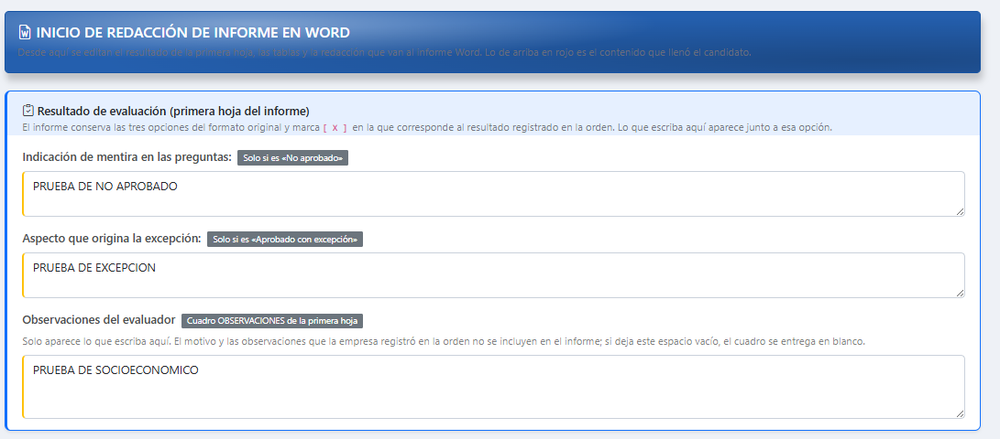 INICIO DE REDACCIÓN DE INFORME EN WORD
Desde aquí se editan el resultado de la primera hoja, las tablas y la redacción que van al informe Word. Lo de arriba en rojo es el contenido que llenó el candidato.
Resultado de evaluación (primera hoja del informe)
El informe conserva las tres opciones del formato original y marca [ X ] en la que corresponde al resultado registrado en la orden. Lo que escriba aquí aparece junto a esa opción.
Indicación de mentira en las preguntas: Solo si es «No aprobado»
PRUEBA DE NO APROBADO
Aspecto que origina la excepción: Solo si es «Aprobado con excepción»
PRUEBA DE EXCEPCION
Observaciones del evaluador Cuadro OBSERVACIONES de la primera hoja
Solo aparece lo que escriba aquí. El motivo y las observaciones que la empresa registró en la orden no se incluyen en el informe; si deja este espacio vacío, el cuadro se entrega en blanco.
PRUEBA DE SOCIOECONOMICO